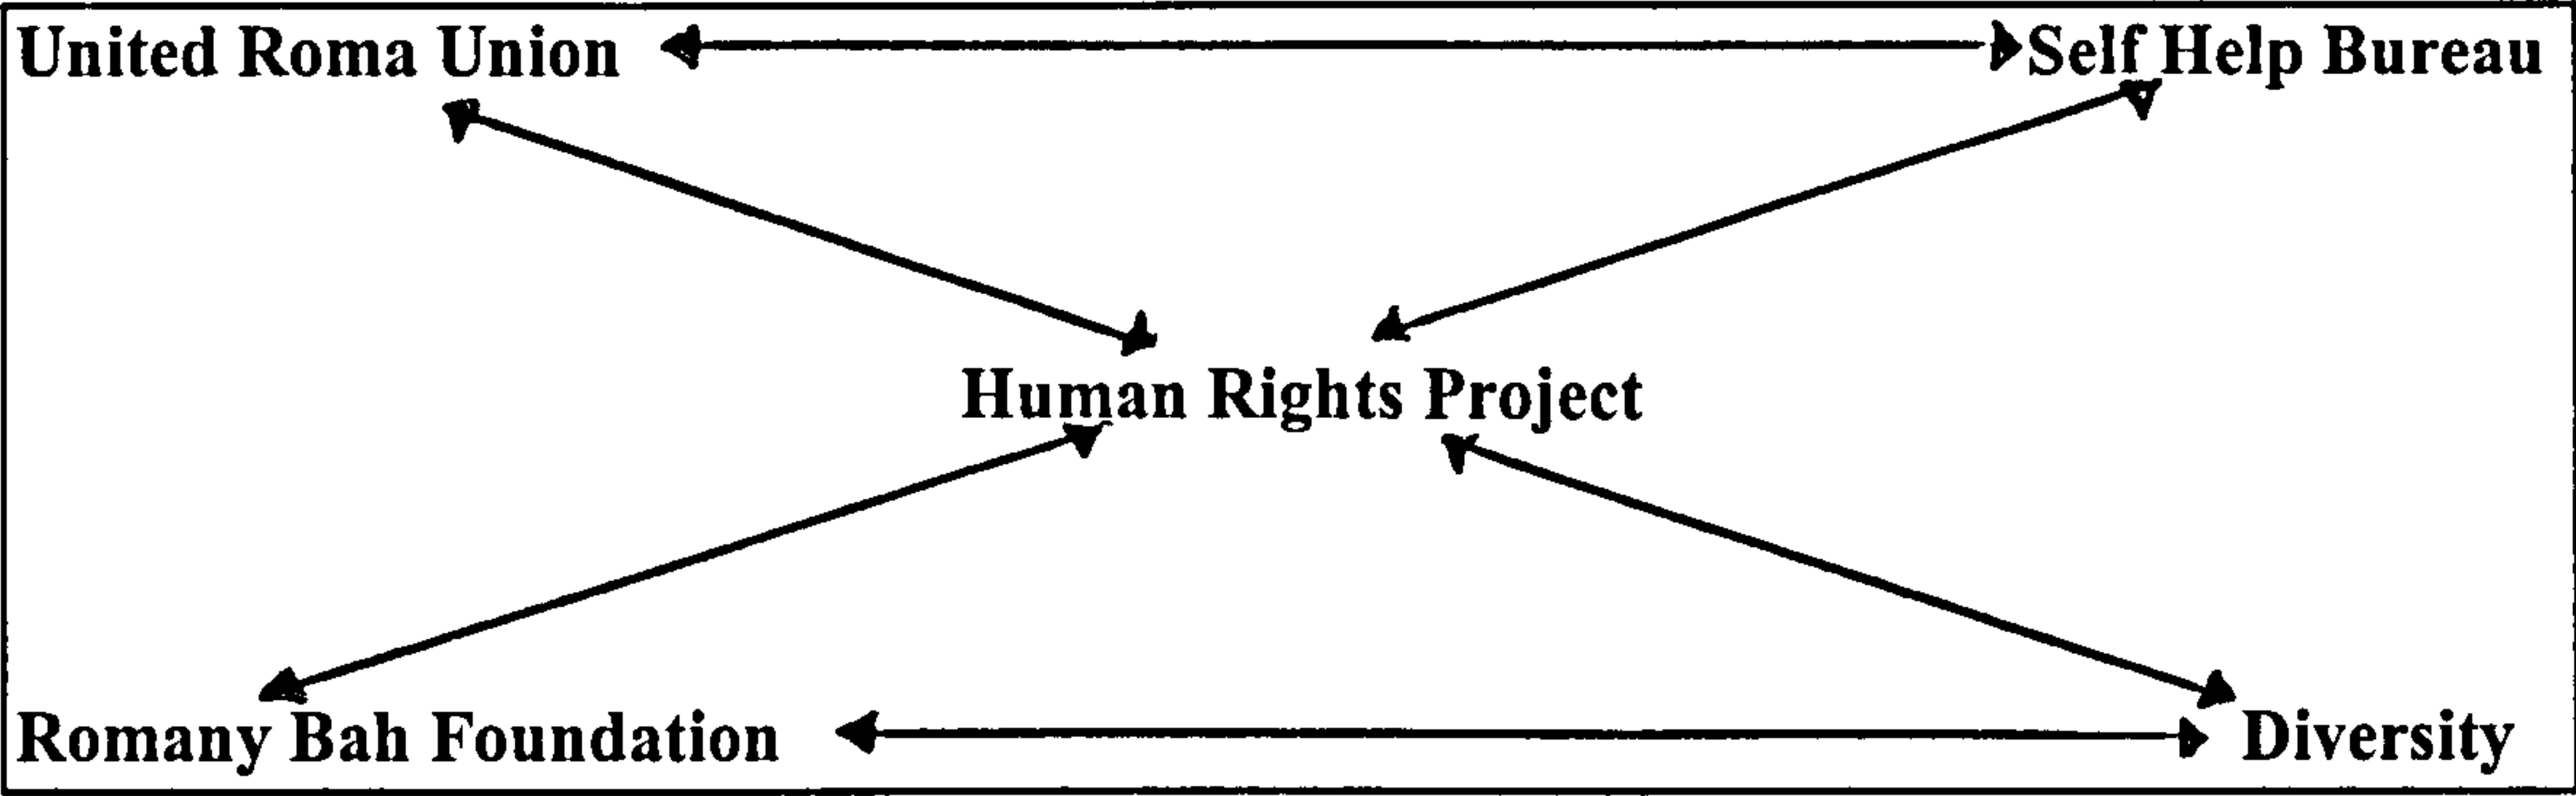 United Roma Union Self Help Bureau
Human Rights Project
Romany Bah Foundation Diversity